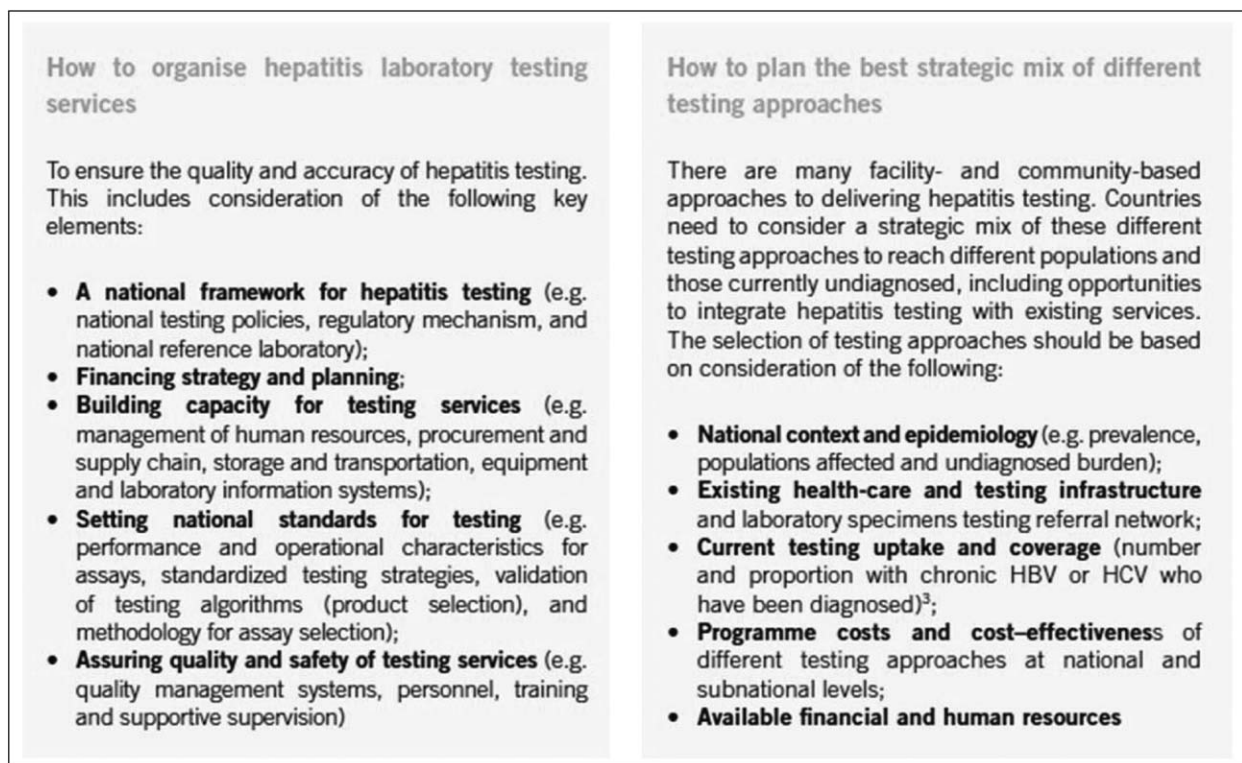 How to organise hepatitis laboratory testing
services
To ensure the quality and accuracy of hepatitis testing.
This includes consideration of the following key
elements:
• A national framework for hepatitis testing (e.g.
national testing policies, regulatory mechanism, and
national reference laboratory);
• Financing strategy and planning;
• Building capacity for testing services (e.g.
management of human resources, procurement and
supply chain, storage and transportation, equipment
and laboratory information systems);
• Setting national standards for testing (e.g.
performance and operational characteristics for
assays, standardized testing strategies, validation
of testing algorithms (product selection), and
methodology for assay selection);
• Assuring quality and safety of testing services (e.g.
quality management systems, personnel, training
and supportive supervision)
How to plan the best strategic mix of different
testing approaches
There are many facility- and community-based
approaches to delivering hepatitis testing. Countries
need to consider a strategic mix of these different
testing approaches to reach different populations and
those currently undiagnosed, including opportunities
to integrate hepatitis testing with existing services.
The selection of testing approaches should be based
on consideration of the following:
• National context and epidemiology (e.g. prevalence,
populations affected and undiagnosed burden);
• Existing health-care and testing infrastructure
and laboratory specimens testing referral network;
• Current testing uptake and coverage (number
and proportion with chronic HBV or HCV who
have been diagnosed)³;
• Programme costs and cost–effectiveness of
different testing approaches at national and
subnational levels;
• Available financial and human resources